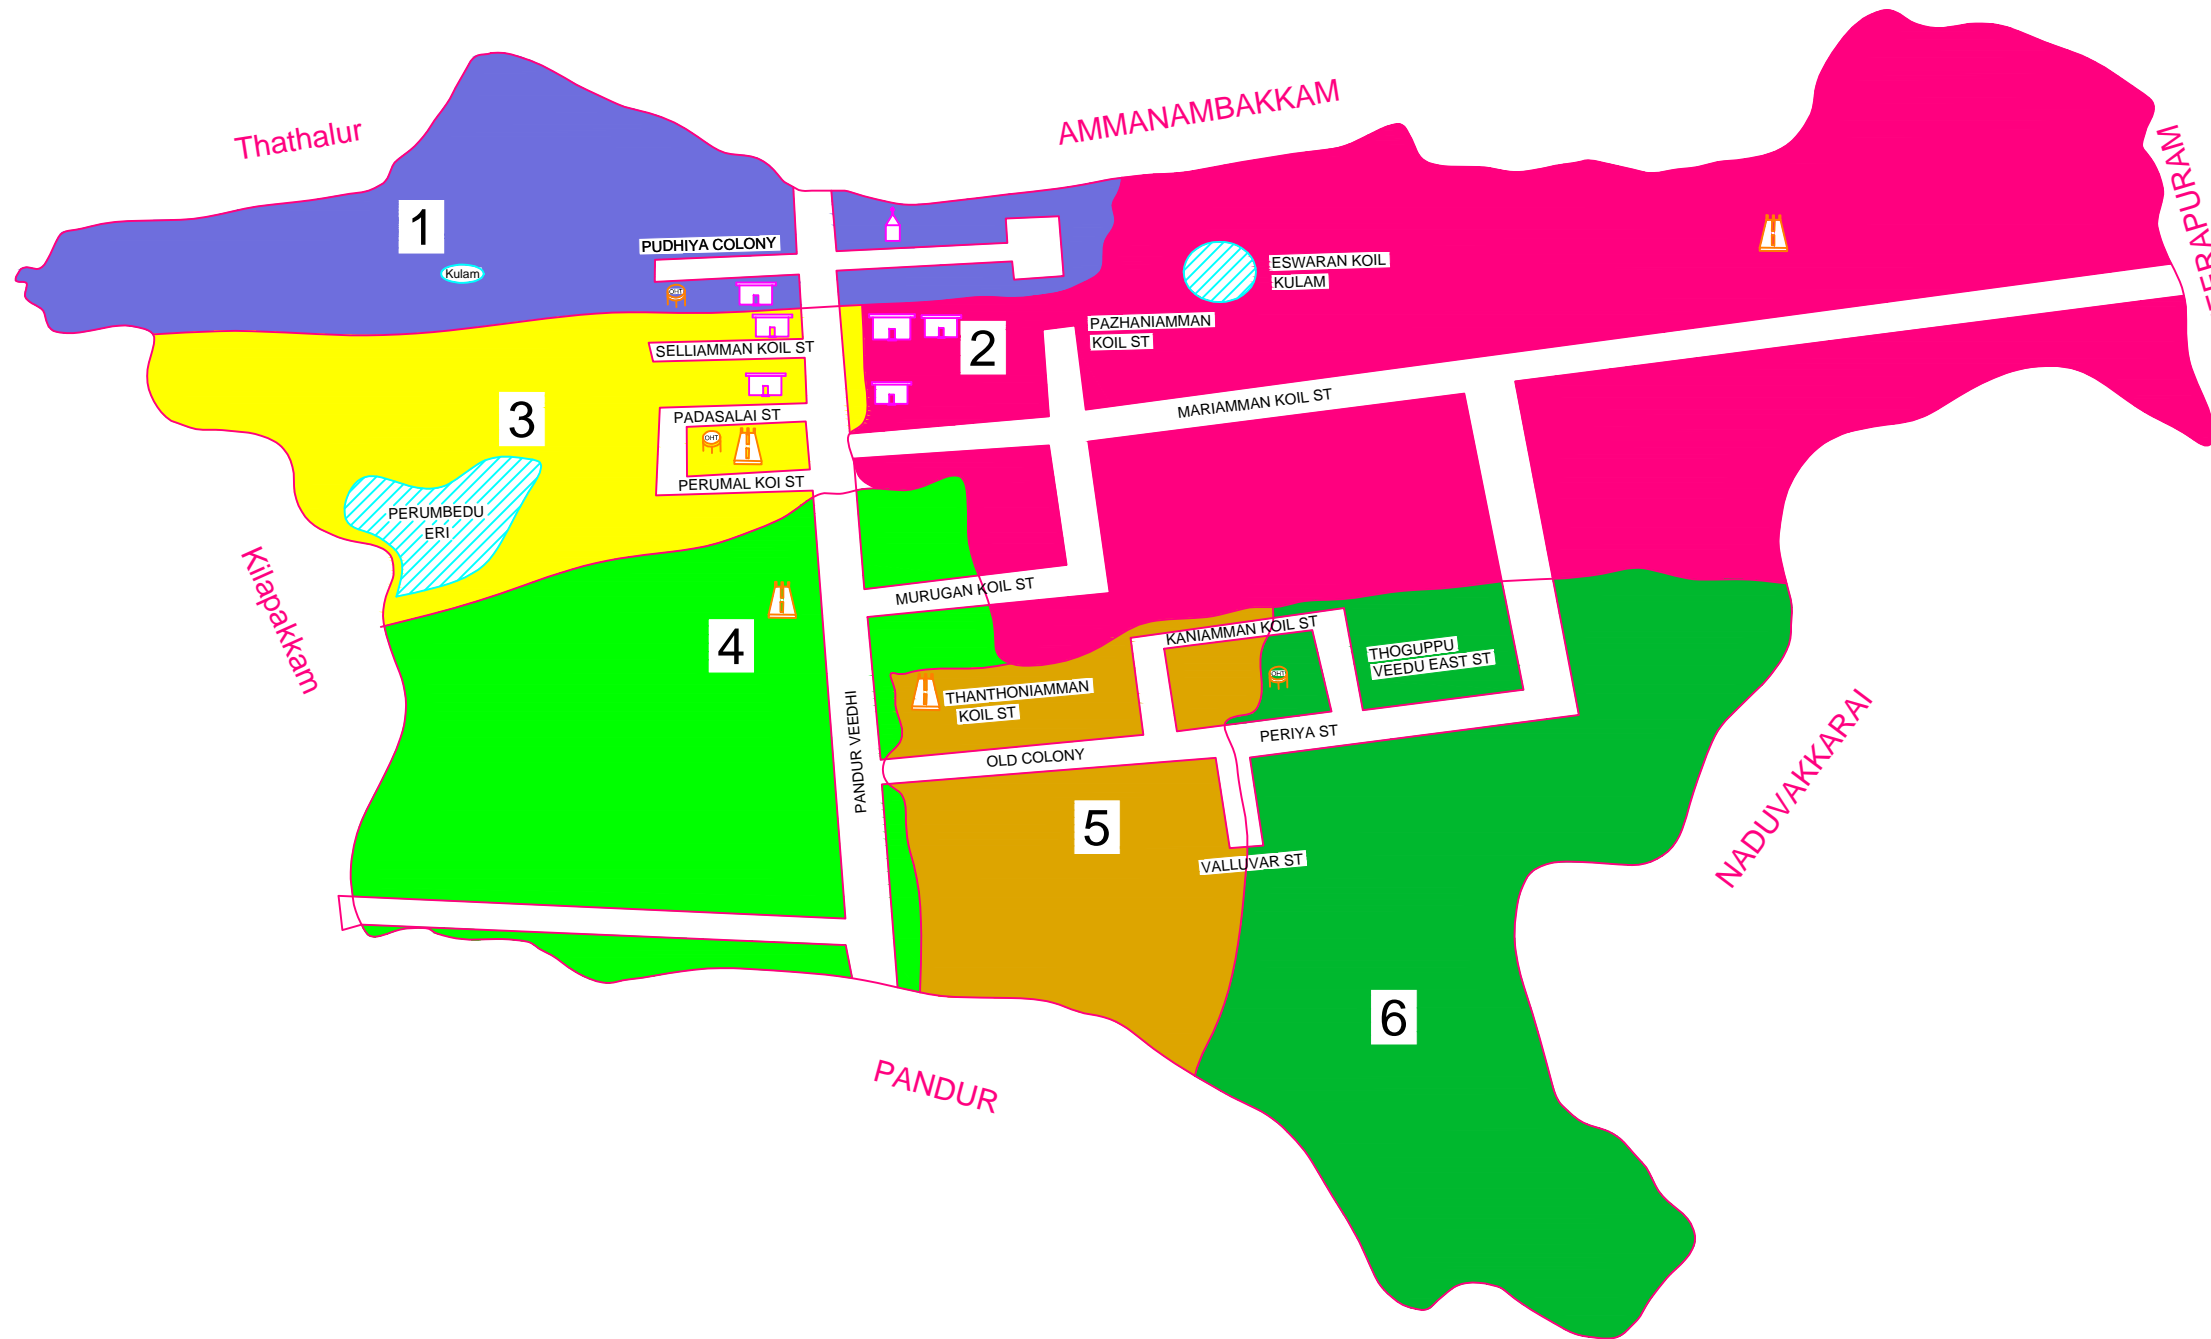 Thathalur
AMMANAMBAKKAM
1
PUDHIYA COLONY
Kulam
OHT
ESWARAN KOIL
KULAM
2
PAZHANIAMMAN
KOIL ST
SELLIAMMAN KOIL ST
3
PADASALAI ST
OHT
PERUMAL KOI ST
MARIAMMAN KOIL ST
PERUMBEDU
ERI
Kilapakkam
MURUGAN KOIL ST
4
KANIAMMAN KOIL ST
THOGUPPU
VEEDU EAST ST
OHT
THANTHONIAMMAN
KOIL ST
PANDUR VEEDHI
OLD COLONY
PERIYA ST
5
VALLUVAR ST
NADUVAKKARAI
6
PANDUR